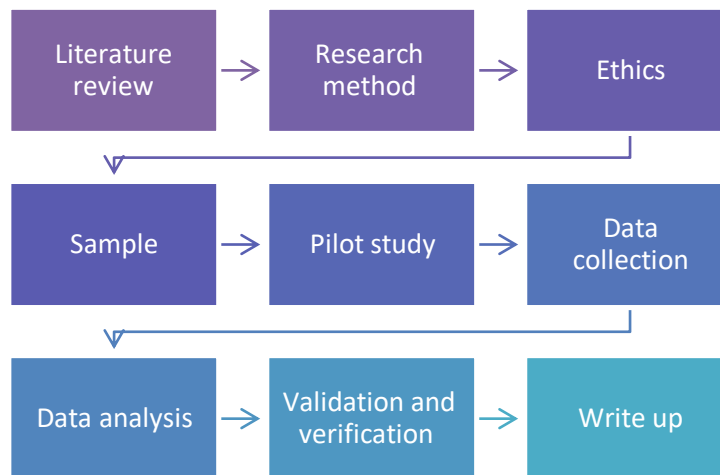 Literature
review
Research
method
Ethics
Sample
Pilot study
Data
collection
Data analysis
Validation and
verification
Write up